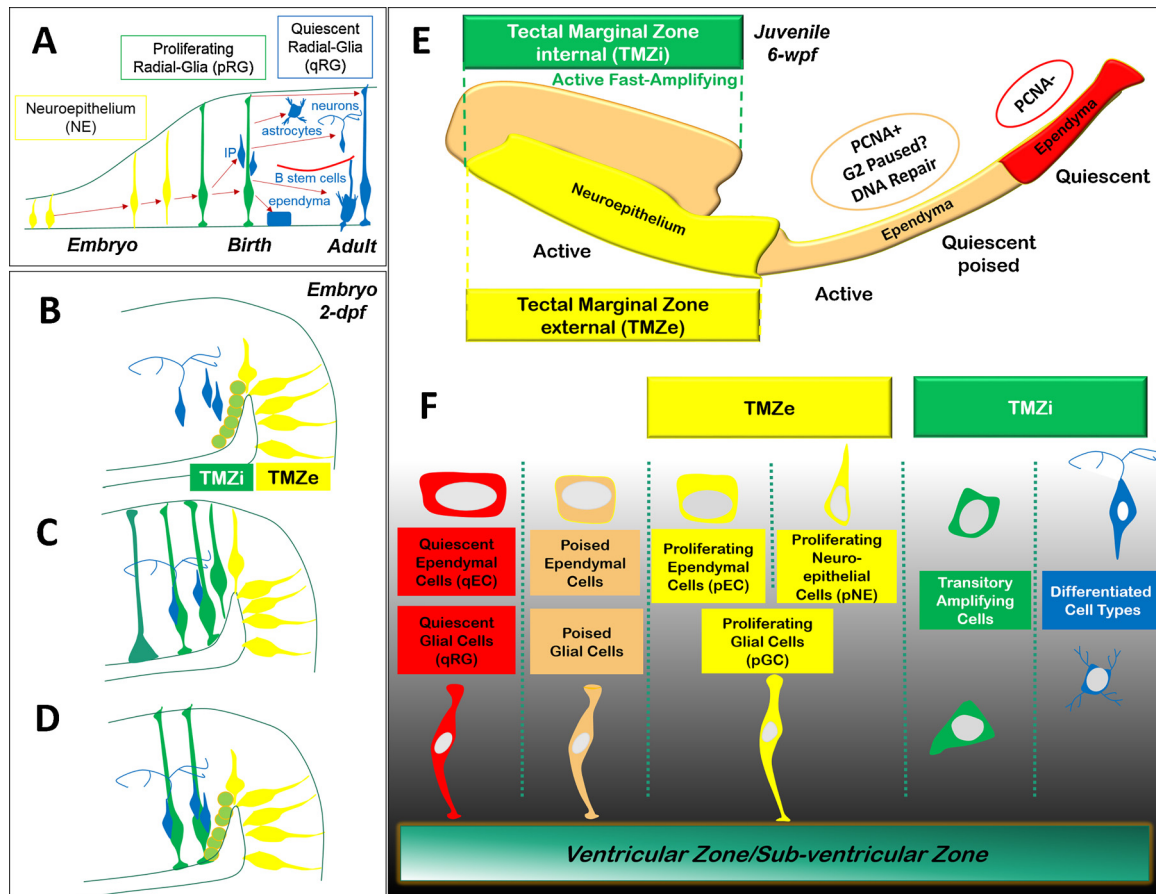 A
Neuroepithelium
(NE)
Proliferating
Radial-Glia (pRG)
Quiescent
Radial-Glia
(qRG)
neurons
astrocytes
IP
B stem cells
ependyma
Embryo
Birth
Adult
B
Embryo
2-dpf
TMZi
TMZe
C
D
E
Tectal Marginal Zone
internal (TMZi)
Juvenile
6-wpf
Active Fast-Amplifying
PCNA-
PCNA+
G2 Paused?
DNA Repair
Ependyma
Quiescent
Neuroepithelium
Ependyma
Active
Quiescent
poised
Active
Tectal Marginal Zone
external (TMZe)
F
TMZe
TMZi
Quiescent
Ependymal
Cells (qEC)
Poised
Ependymal
Cells
Proliferating
Ependymal
Cells (pEC)
Proliferating
Neuro-
epithelial
Cells (pNE)
Transitory
Amplifying
Cells
Differentiated
Cell Types
Quiescent
Glial Cells
(qRG)
Poised
Glial Cells
Proliferating
Glial Cells
(pGC)
Ventricular Zone/Sub-ventricular Zone